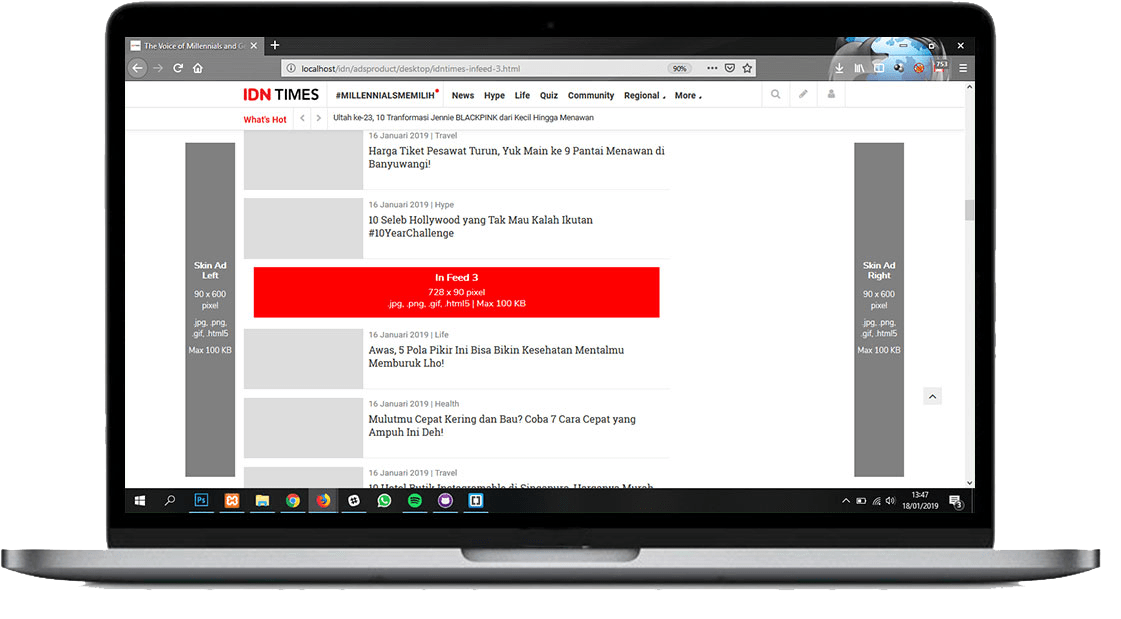 The Voice of Millennials and G
localhost/idn/adsproduct/desktop/idntimes-infeed-3.html
90%
753
IDN TIMES
#MILLENNIALSMEMILIH
News
Hype
Life
Quiz
Community
Regional
More
What's Hot
Ultah ke-23, 10 Tranformasi Jennie BLACKPINK dari Kecil Hingga Menawan
16 Januari 2019 | Travel
Harga Tiket Pesawat Turun, Yuk Main ke 9 Pantai Menawan di
Banyuwangi!
16 Januari 2019 | Hype
10 Seleb Hollywood yang Tak Mau Kalah Ikutan
#10YearChallenge
In Feed 3
728 x 90 pixel
.jpg, .png, .gif, .html5 | Max 100 KB
16 Januari 2019 | Life
Awas, 5 Pola Pikir Ini Bisa Bikin Kesehatan Mentalmu
Memburuk Lho!
16 Januari 2019 | Health
Mulutmu Cepat Kering dan Bau? Coba 7 Cara Cepat yang
Ampuh Ini Deh!
16 Januari 2019 | Travel
10 Hotel Butik Instagramable di Singapura, Harganya Murah
Skin Ad
Left
90 x 600
pixel
.jpg, .png,
.gif, .html5
Max 100 KB
Skin Ad
Right
90 x 600
pixel
.jpg, .png,
.gif, .html5
Max 100 KB
Ps
13:47
18/01/2019
3